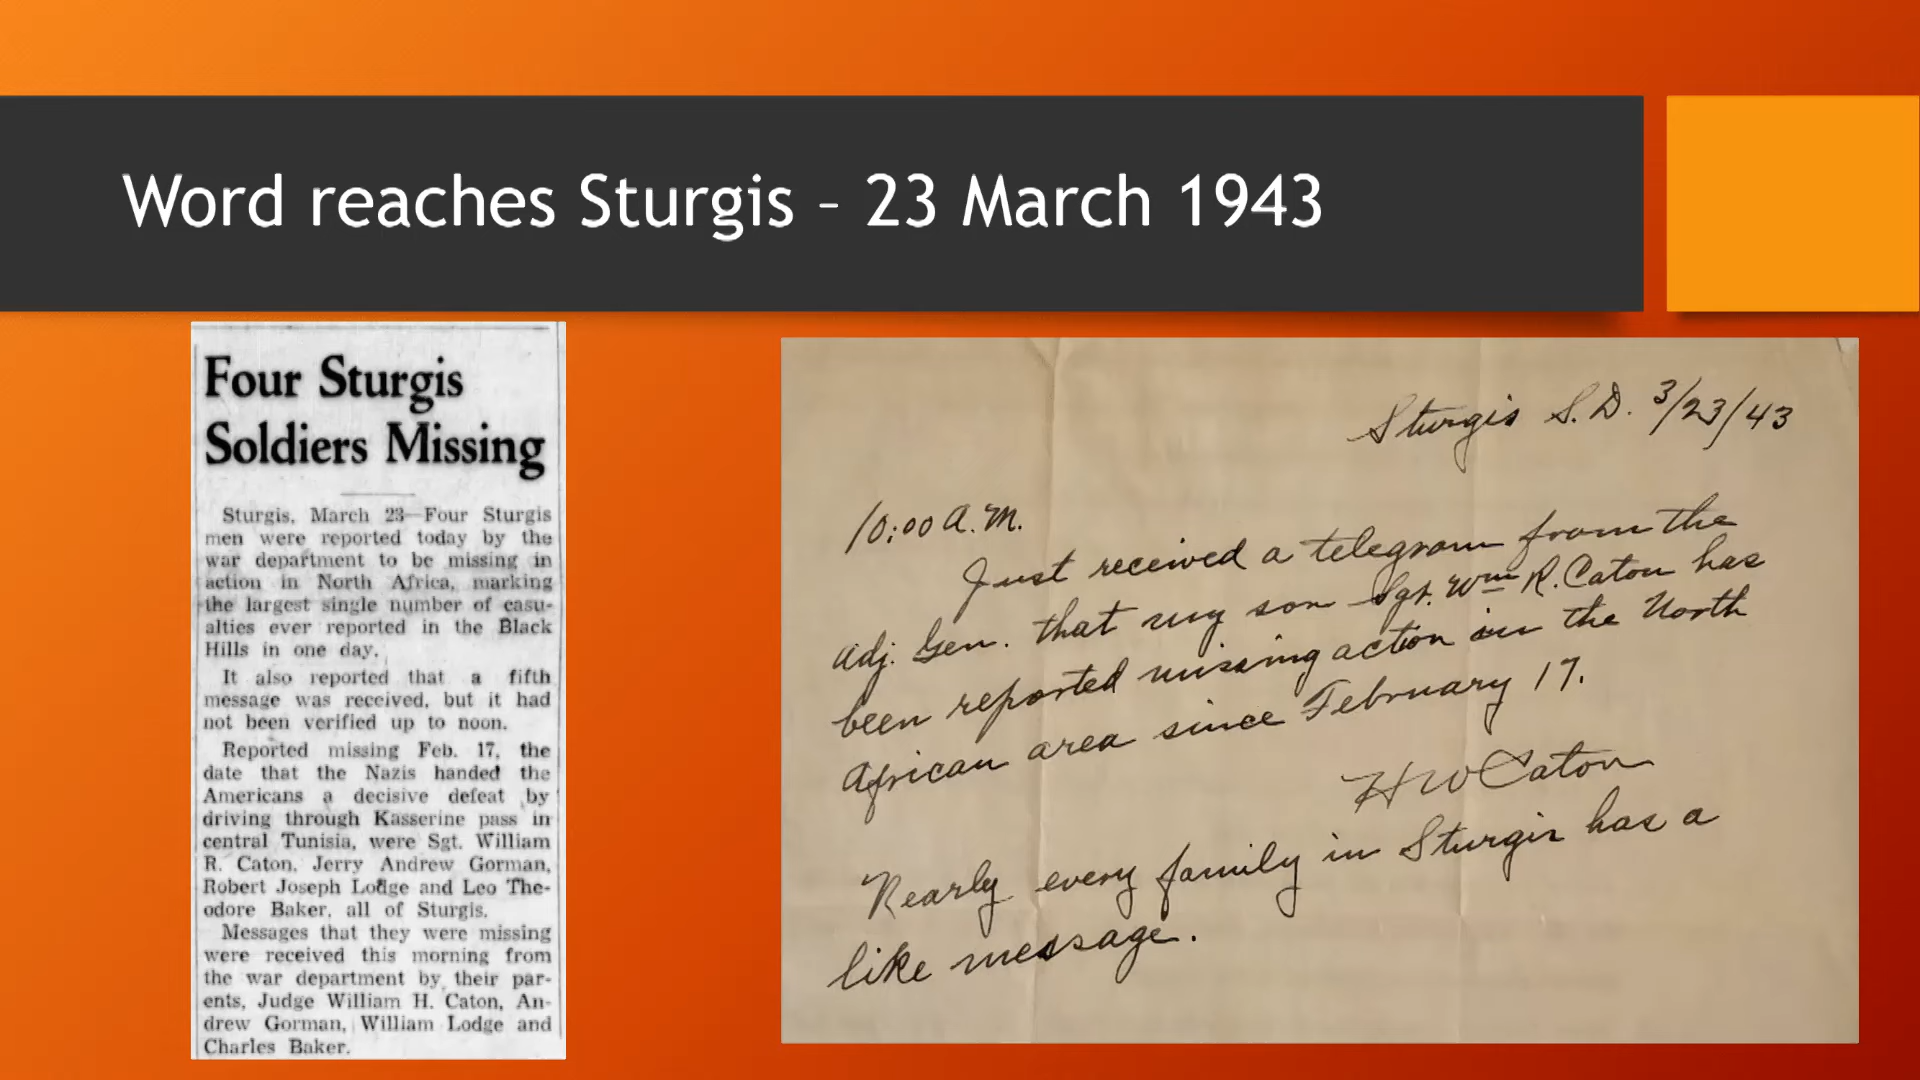 Word reaches Sturgis – 23 March 1943
Four Sturgis
Soldiers Missing
Sturgis, March 23—Four Sturgis
men were reported today by the
war department to be missing in
action in North Africa, marking
the largest single number of casu-
alties ever reported in the Black
Hills in one day.
It also reported that a fifth
message was received, but it had
not been verified up to noon.
Reported missing Feb. 17, the
date that the Nazis handed the
Americans a decisive defeat by
driving through Kasserine pass in
central Tunisia, were Sgt. William
R. Caton, Jerry Andrew Gorman,
Robert Joseph Lodge and Leo The-
odore Baker, all of Sturgis.
Messages that they were missing
were received this morning from
the war department by their par-
ents, Judge William H. Caton, An-
drew Gorman, William Lodge and
Charles Baker.
Sturgis S.D. 3/23/43
10:00 A.M.
Just received a telegram from the
Adj. Gen. that my son Sgt. Wm R. Caton has
been reported missing action in the North
African area since February 17.
H W Caton
Nearly every family in Sturgis has a
like message.